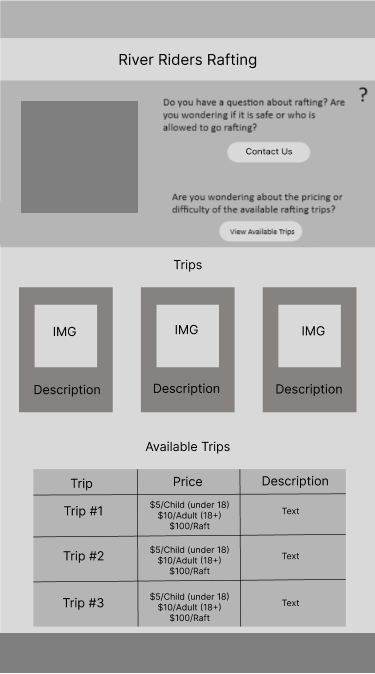 River Riders Rafting
?
Do you have a question about rafting? Are
you wondering if it is safe or who is
allowed to go rafting?
Contact Us
Are you wondering about the pricing or
difficulty of the available rafting trips?
View Available Trips
Trips
IMG
IMG
IMG
Description
Description
Description
Available Trips
Trip Price Description
Trip #1
$5/Child (under 18)
$10/Adult (18+)
$100/Raft
Text
Trip #2
$5/Child (under 18)
$10/Adult (18+)
$100/Raft
Text
Trip #3
$5/Child (under 18)
$10/Adult (18+)
$100/Raft
Text